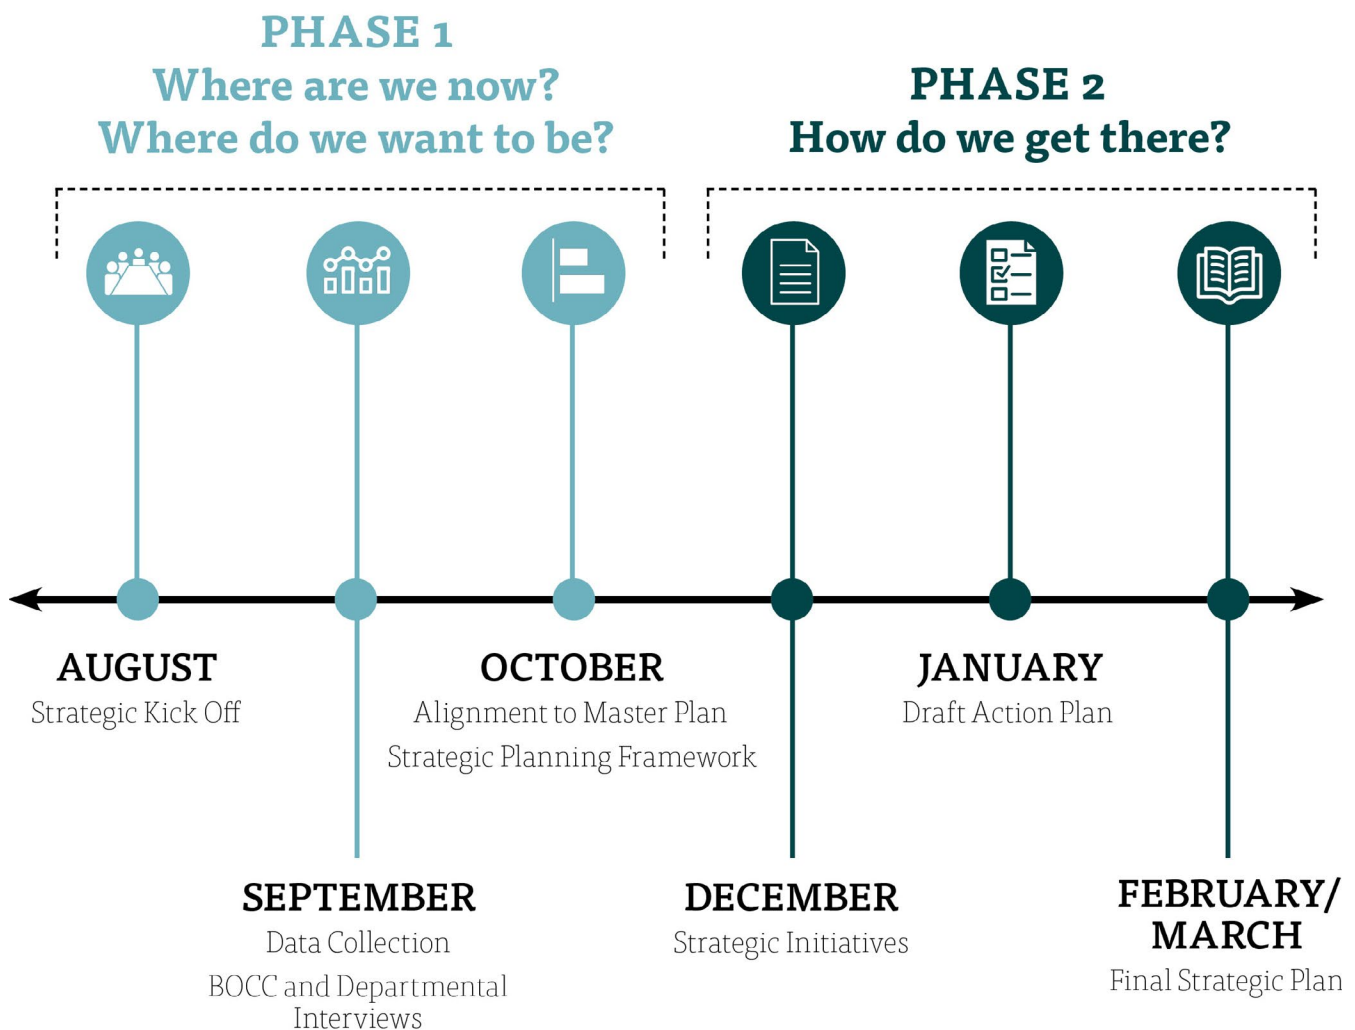 PHASE 1
Where are we now?
Where do we want to be?
PHASE 2
How do we get there?
AUGUST
Strategic Kick Off
OCTOBER
Alignment to Master Plan
Strategic Planning Framework
JANUARY
Draft Action Plan
SEPTEMBER
Data Collection
BOCC and Departmental
Interviews
DECEMBER
Strategic Initiatives
FEBRUARY/
MARCH
Final Strategic Plan